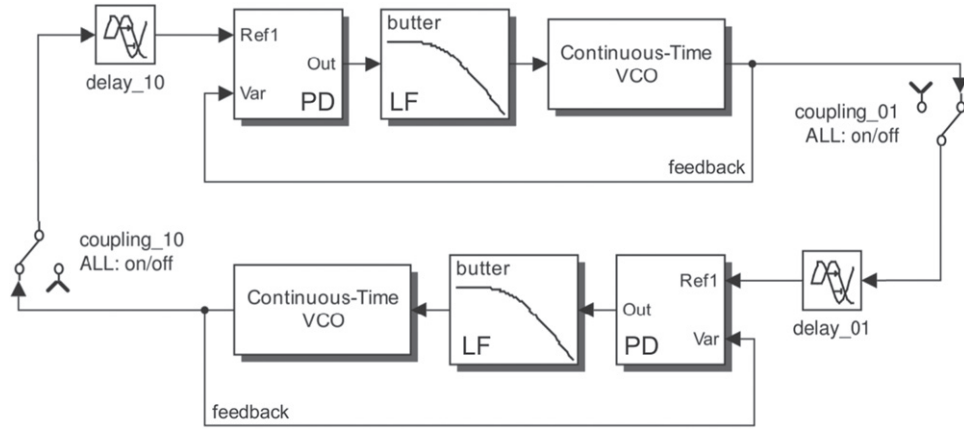 butter
Ref1
Out
Var
PD
LF
Continuous-Time
VCO
delay_10
coupling_01
ALL: on/off
feedback
coupling_10
ALL: on/off
butter
Continuous-Time
VCO
LF
Ref1
Out
Var
PD
delay_01
feedback